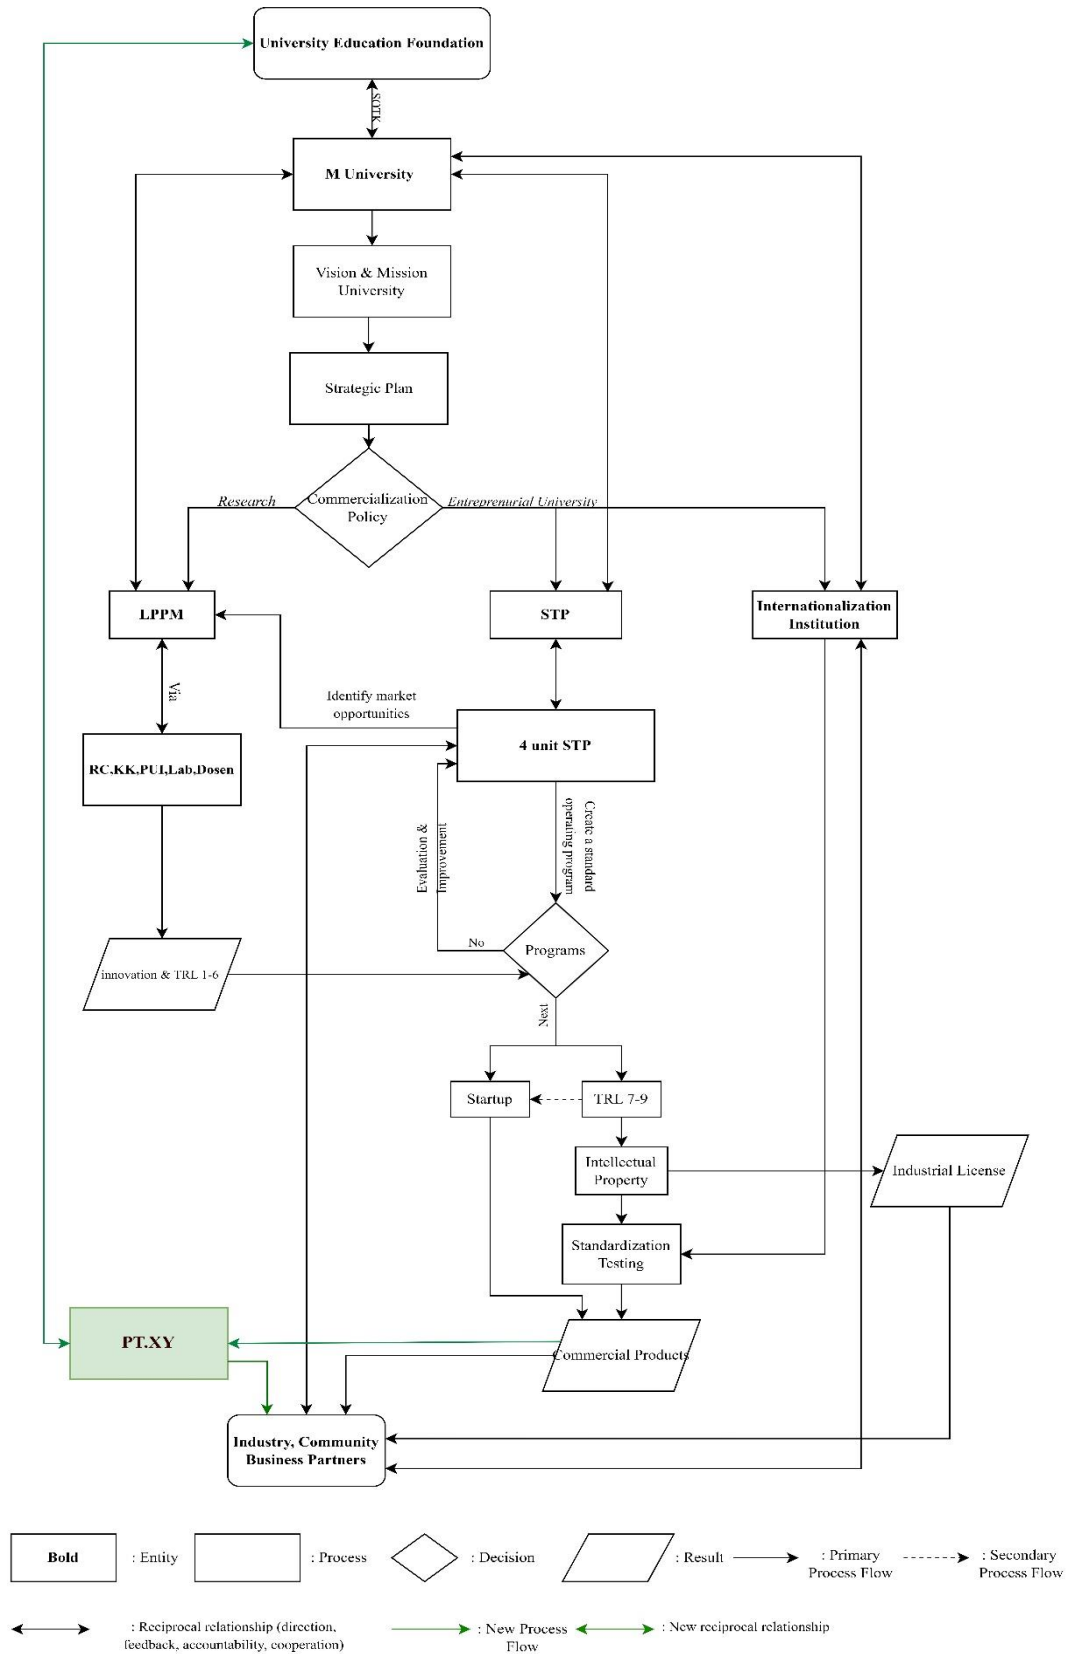 University Education Foundation
SOTK
M University
Vision & Mission
University
Strategic Plan
Commercialization
Policy
Research
Entreprenurial University
LPPM
STP
Internationalization
Institution
Via
Identify market
opportunities
4 unit STP
RC,KK,PUI,Lab,Dosen
Evaluation &
Improvement
Create a standard
operating program
innovation & TRL 1-6
No
Programs
Next
Startup
TRL 7-9
Intellectual
Property
Industrial License
Standardization
Testing
PT.XY
Commercial Products
Industry, Community
Business Partners
Bold
: Entity
: Process
: Decision
: Result
: Primary
Process Flow
: Secondary
Process Flow
: Reciprocal relationship (direction,
feedback, accountability, cooperation)
: New Process
Flow
: New reciprocal relationship